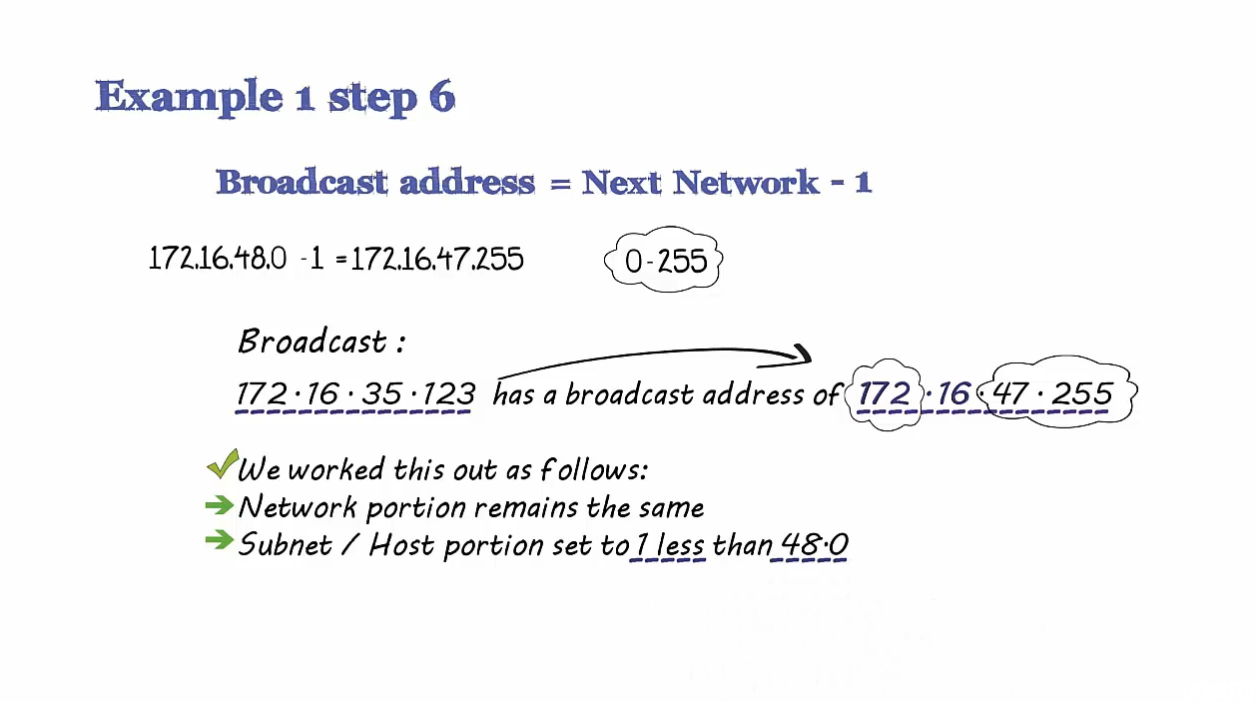 Example 1 step 6
Broadcast address = Next Network - 1
172.16.48.0 -1 =172.16.47.255
0-255
Broadcast :
172·16·35·123 has a broadcast address of 172·16·47·255
We worked this out as follows:
Network portion remains the same
Subnet / Host portion set to 1 less than 48·0